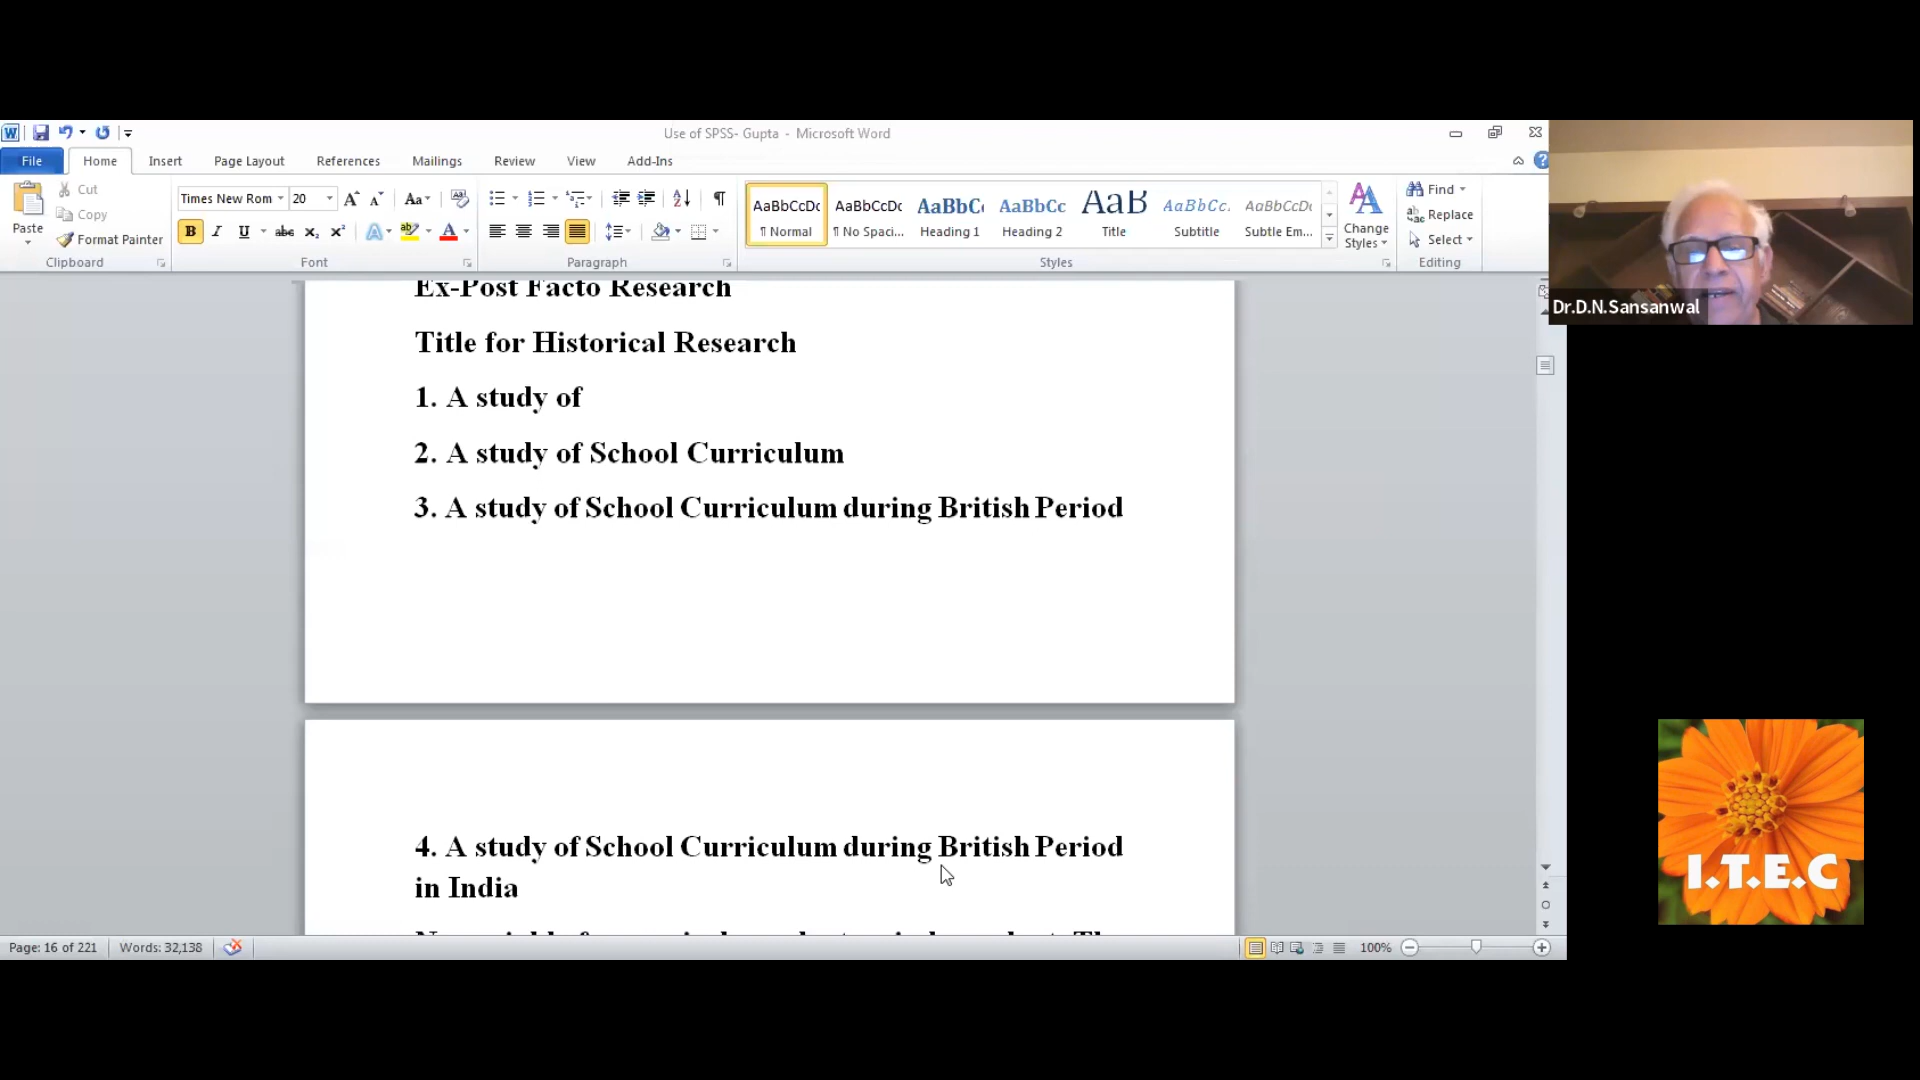 Use of SPSS- Gupta - Microsoft Word
File Home Insert Page Layout References Mailings Review View Add-Ins
Paste
Cut
Copy
Format Painter
Clipboard
Times New Rom 20
Font
Paragraph
AaBbCcDc AaBbCcDc AaBbC AaBbCc AaB AaBbCc. AaBbCcDc
¶ Normal ¶ No Spaci... Heading 1 Heading 2 Title Subtitle Subtle Em...
Styles
Change
Styles
Find
Replace
Select
Editing
Ex-Post Facto Research
Title for Historical Research
1. A study of
2. A study of School Curriculum
3. A study of School Curriculum during British Period
4. A study of School Curriculum during British Period
in India
Page: 16 of 221 Words: 32,138
100%
Dr.D.N.Sansanwal
I.T.E.C